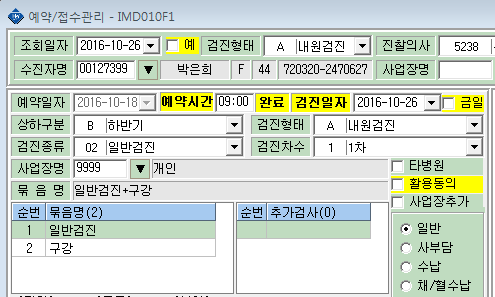 예약/접수관리 - IMD010F1
조회일자 2016-10-26 예 검진형태 A 내원검진 진찰의사 5238
수진자명 00127399 박은희 F 44 720320-2470627 사업장명
예약일자 2016-10-18 예약시간 09:00 완료 검진일자 2016-10-26 금일
상하구분 B 하반기 검진형태 A 내원검진
검진종류 02 일반검진 검진차수 1 1차
사업장명 9999 개인 타병원
묶 음 명 일반검진+구강 활용동의
사업장추가
순번 묶음명(2) 순번 추가검사(0)
1 일반검진 일반
2 구강 사부담
수납
채/혈수납